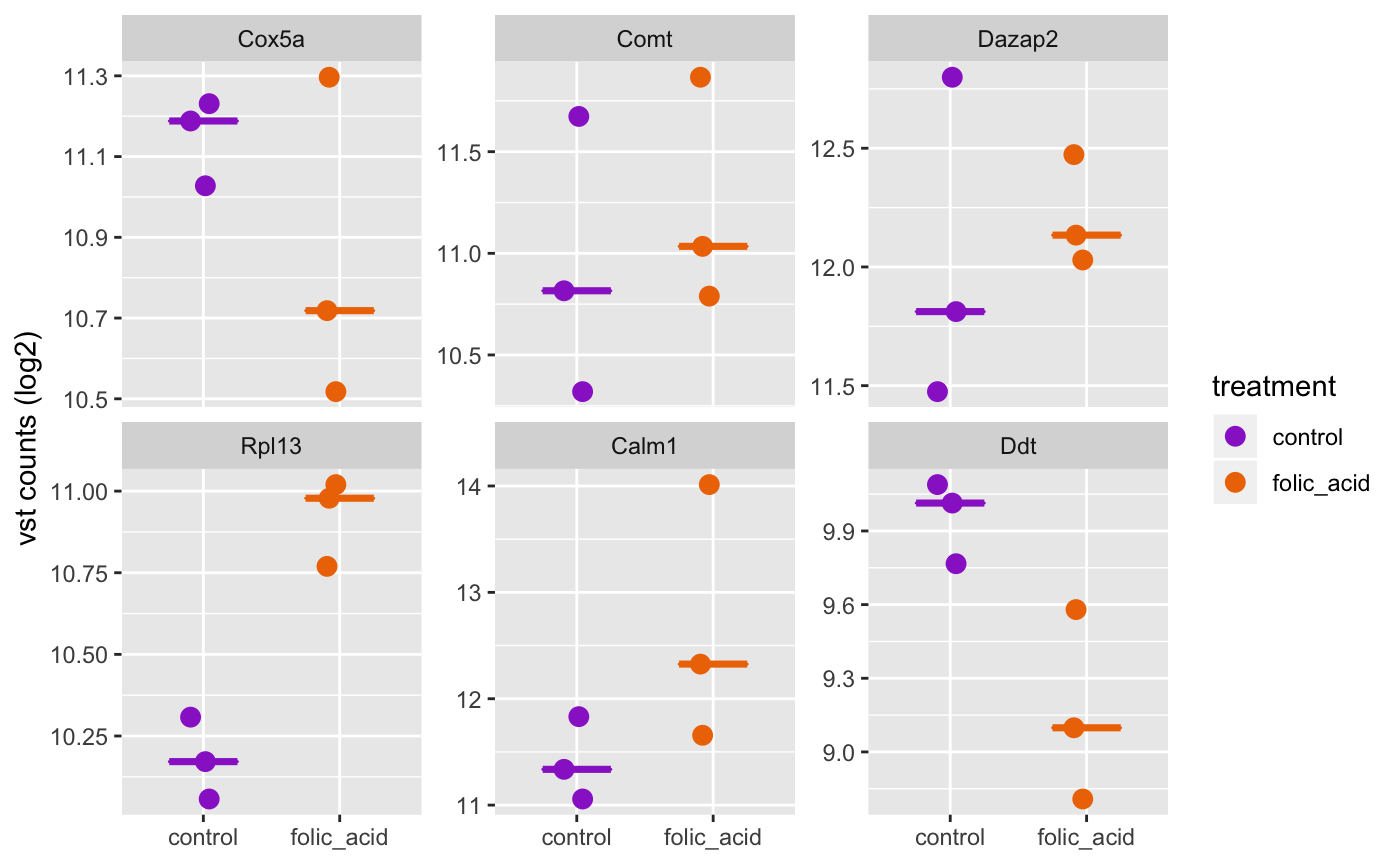 Cox5a
Comt
Dazap2
11.3
11.1
10.9
10.7
10.5
11.5
11.0
10.5
12.5
12.0
11.5
vst counts (log2)
Rpl13
Calm1
Ddt
11.00
10.75
10.50
10.25
14
13
12
11
9.9
9.6
9.3
9.0
control folic_acid
control folic_acid
control folic_acid
treatment
control
folic_acid